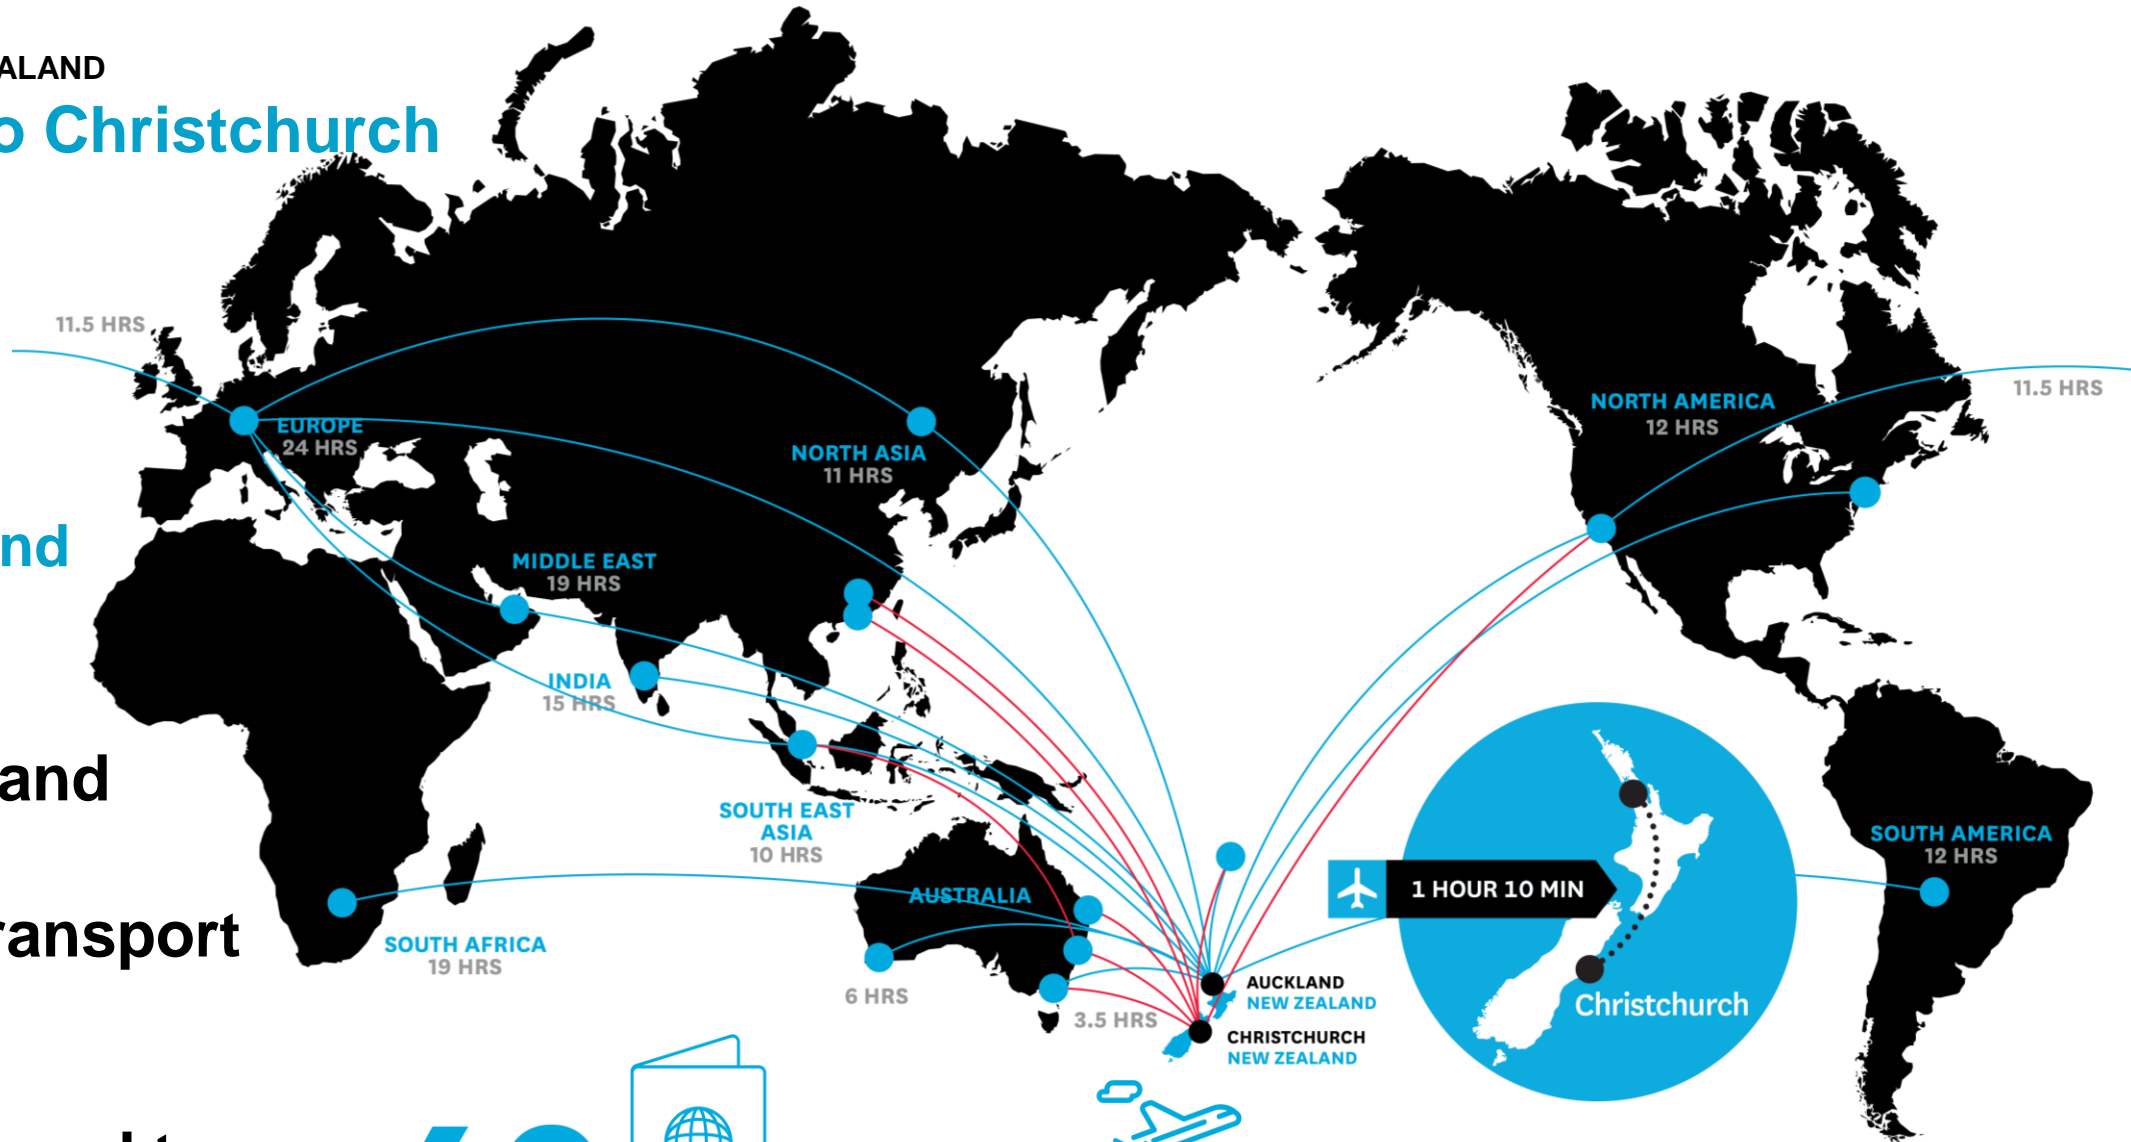 ALAND
o Christchurch
11.5 HRS
EUROPE
24 HRS
NORTH ASIA
11 HRS
NORTH AMERICA
12 HRS
11.5 HRS
nd
MIDDLE EAST
19 HRS
INDIA
15 HRS
and
SOUTH EAST
ASIA
10 HRS
AUSTRALIA
1 HOUR 10 MIN
SOUTH AMERICA
12 HRS
ransport
SOUTH AFRICA
19 HRS
6 HRS
3.5 HRS
AUCKLAND
NEW ZEALAND
CHRISTCHURCH
NEW ZEALAND
Christchurch